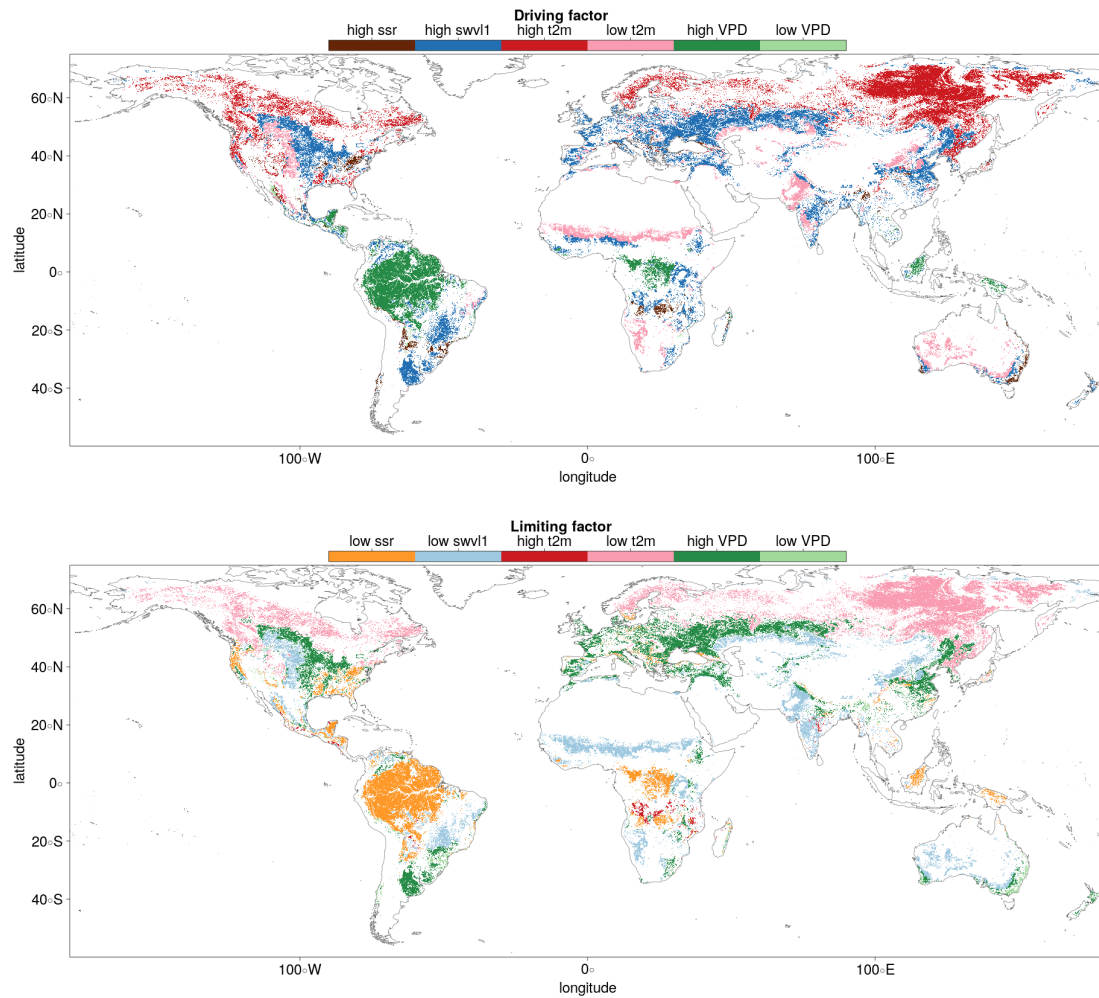 Driving factor
high ssr high swvl1 high t2m low t2m high VPD low VPD
60◦N
40◦N
20◦N
0◦
20◦S
40◦S
latitude
100◦W 0◦ 100◦E
longitude
Limiting factor
low ssr low swvl1 high t2m low t2m high VPD low VPD
60◦N
40◦N
20◦N
0◦
20◦S
40◦S
latitude
100◦W 0◦ 100◦E
longitude